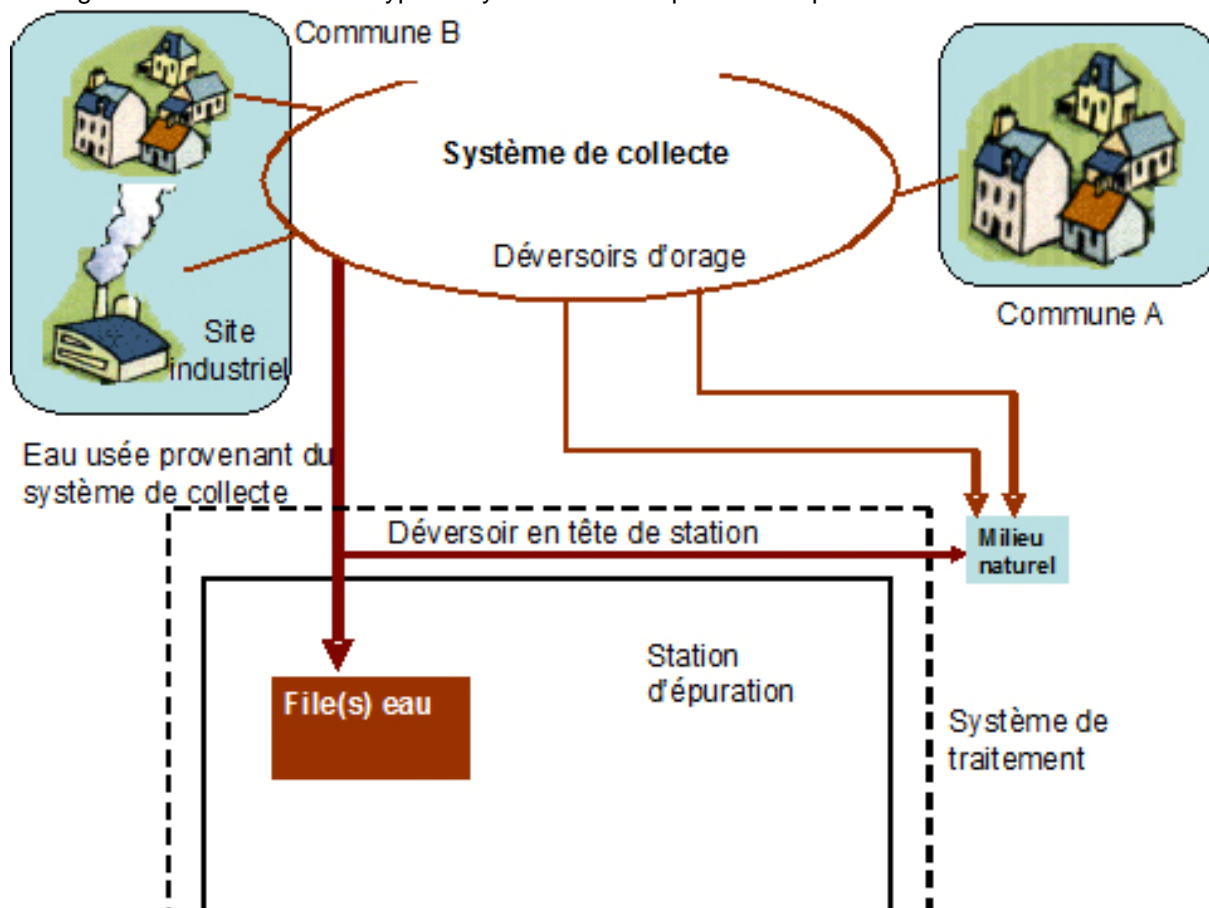 Commune B
Système de collecte
Déversoirs d'orage
Commune A
Site
industriel
Eau usée provenant du
système de collecte
Déversoir en tête de station
Milieu
naturel
Station
d'épuration
File(s) eau
Système de
traitement